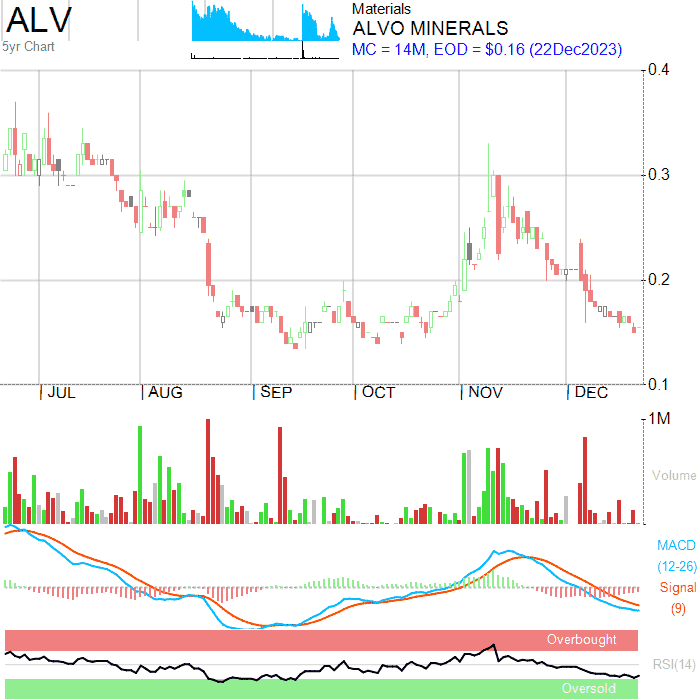 ALV
5yr Chart
Materials
ALVO MINERALS
MC = 14M, EOD = $0.16 (22Dec2023)
0.4
0.3
0.2
0.1
JUL AUG SEP OCT NOV DEC
1M
Volume
MACD
(12-26)
Signal
(9)
Overbought
RSI(14)
Oversold